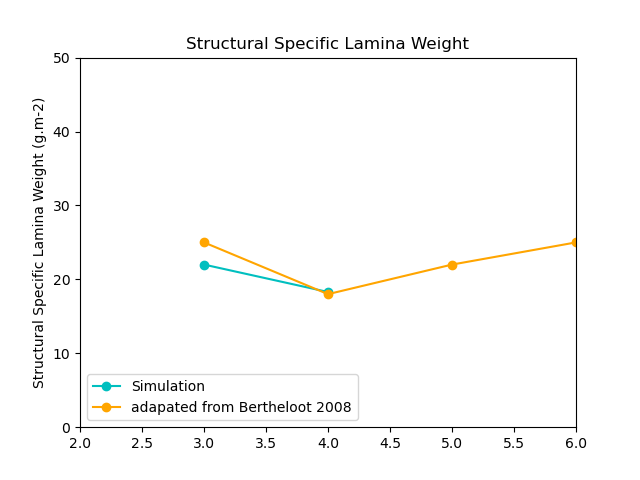 Structural Specific Lamina Weight
Structural Specific Lamina Weight (g.m-2)
50
40
30
20
10
0
Simulation
adapated from Bertheloot 2008
2.0 2.5 3.0 3.5 4.0 4.5 5.0 5.5 6.0